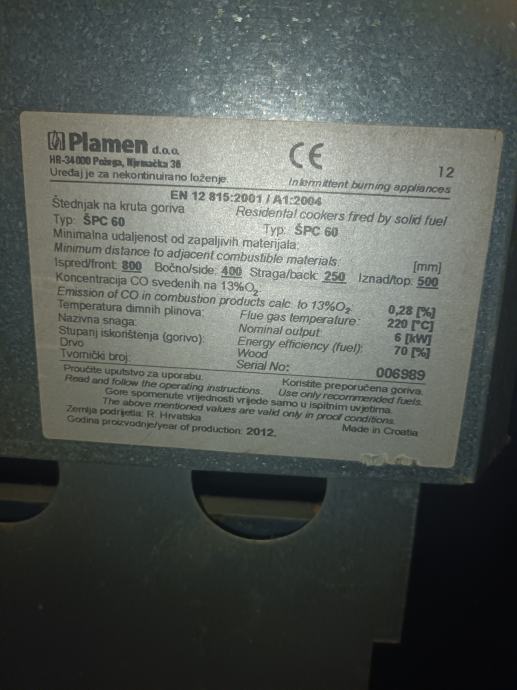 Plamen d.o.o.
HR-34000 Požega, Njemačka 36
CE
12
Uređaj je za nekontinuirano loženje.
Intermittent burning appliances
EN 12 815:2001 / A1:2004
Štednjak na kruta goriva
Residental cookers fired by solid fuel
Typ: ŠPC 60
Typ: ŠPC 60
Minimalna udaljenost od zapaljivih materijala:
Minimum distance to adjacent combustible materials: [mm]
Ispred/front: 800 Bočno/side: 400 Straga/back: 250 Iznad/top: 500
Koncentracija CO svedenih na 13%O2:
Emission of CO in combustion products calc. to 13%O2: 0,28 [%]
Temperatura dimnih plinova: Flue gas temperature: 220 [°C]
Nazivna snaga: Nominal output: 6 [kW]
Stupanj iskorištenja (gorivo): Energy efficiency (fuel): 70 [%]
Drvo Wood
Tvornički broj: Serial No: 006989
Proučite uputstvo za uporabu. Koristite preporučena goriva.
Read and follow the operating instructions. Use only recommended fuels.
Gore spomenute vrijednosti vrijede samo u ispitnim uvjetima.
The above mentioned values are valid only in proof conditions.
Zemlja podrijetla: R. Hrvatska Made in Croatia
Godina proizvodnje/year of production: 2012.